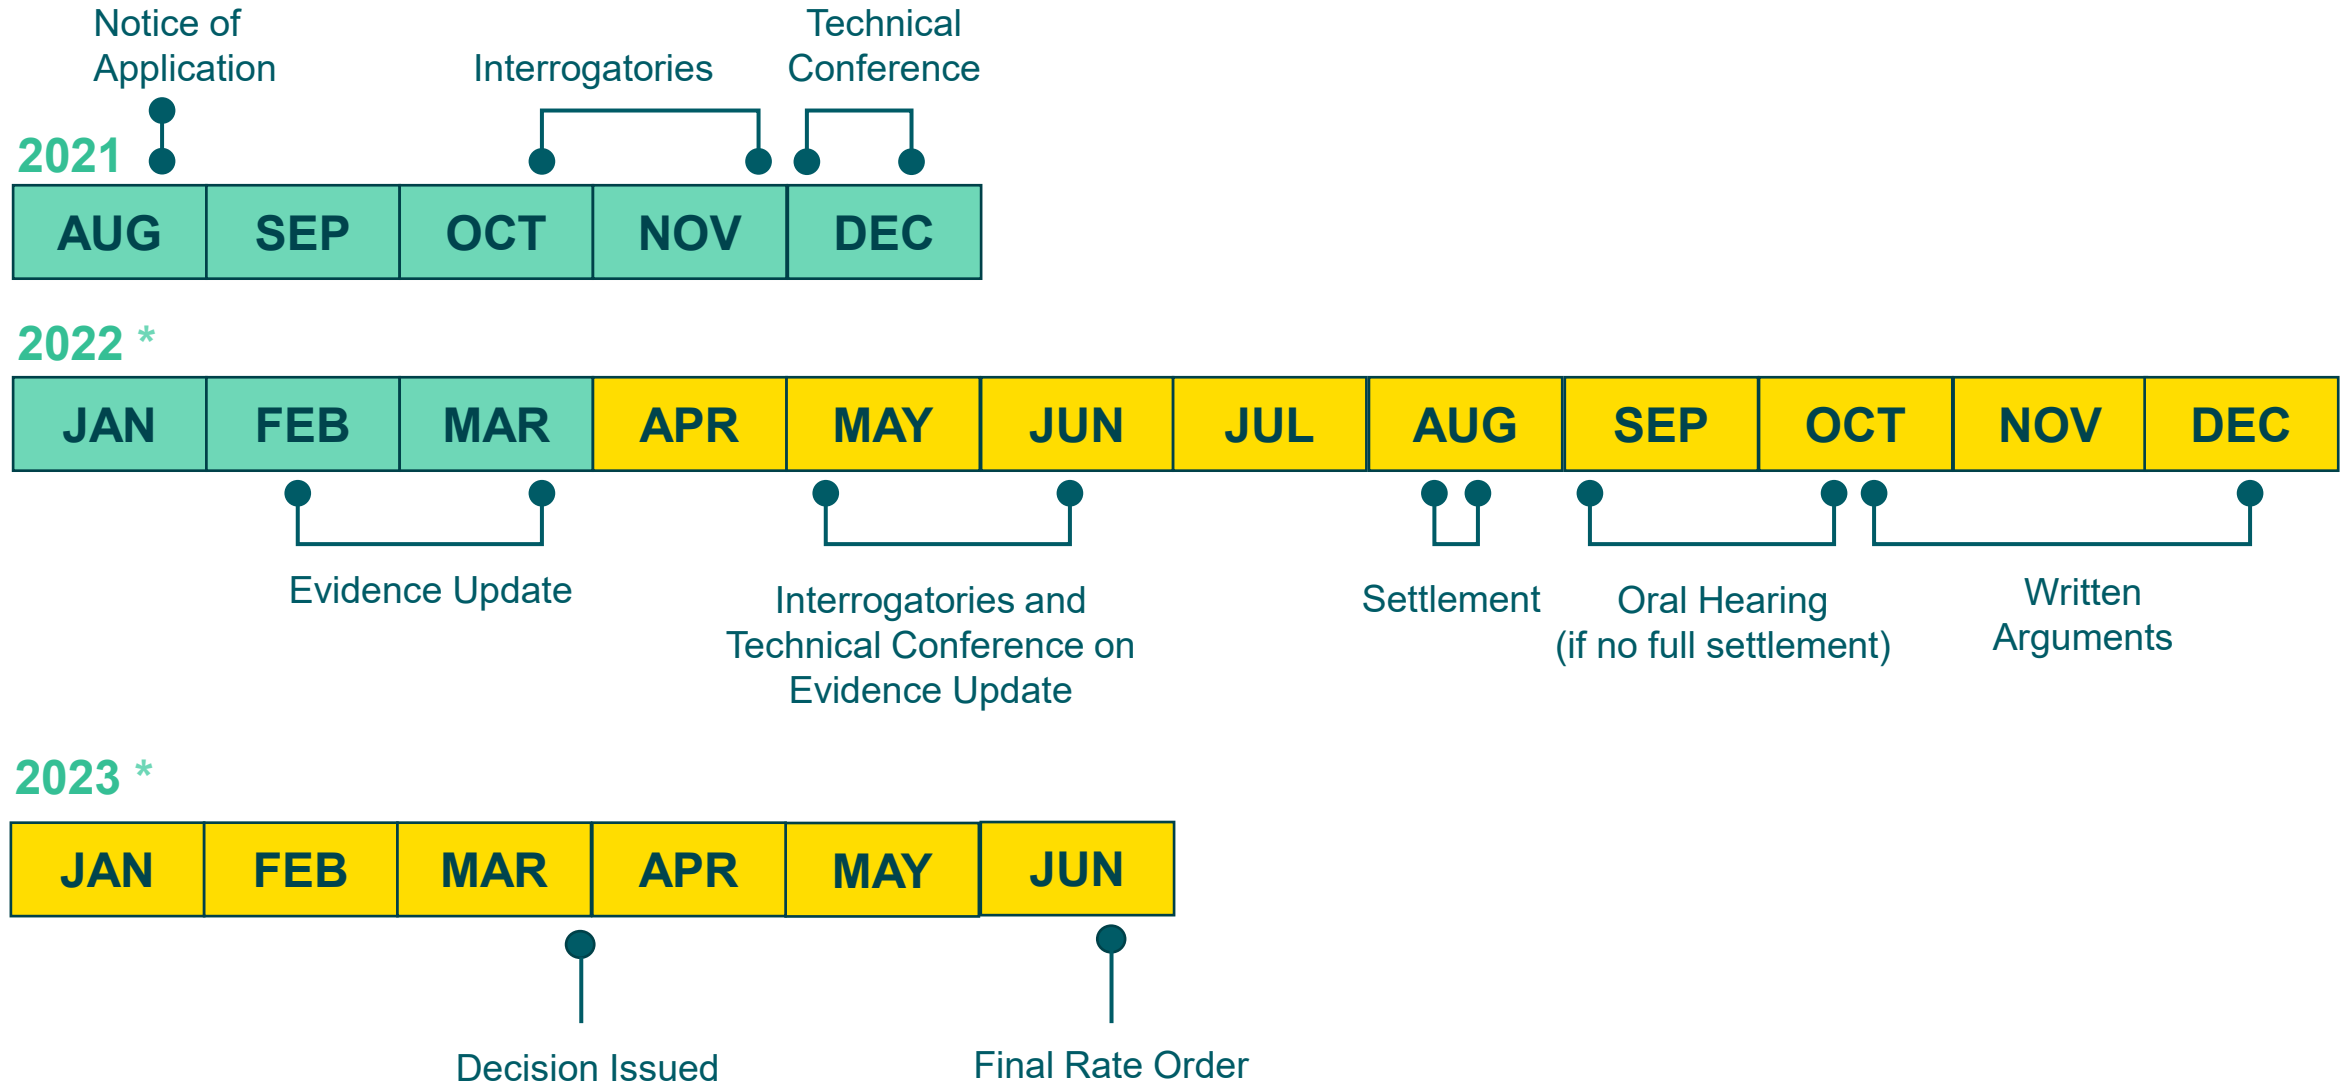 Notice of
Application
Interrogatories
Technical
Conference
2021
AUG SEP OCT NOV DEC
2022 *
JAN FEB MAR APR MAY JUN JUL AUG SEP OCT NOV DEC
Evidence Update
Interrogatories and
Technical Conference on
Evidence Update
Settlement
Oral Hearing
(if no full settlement)
Written
Arguments
2023 *
JAN FEB MAR APR MAY JUN
Decision Issued
Final Rate Order